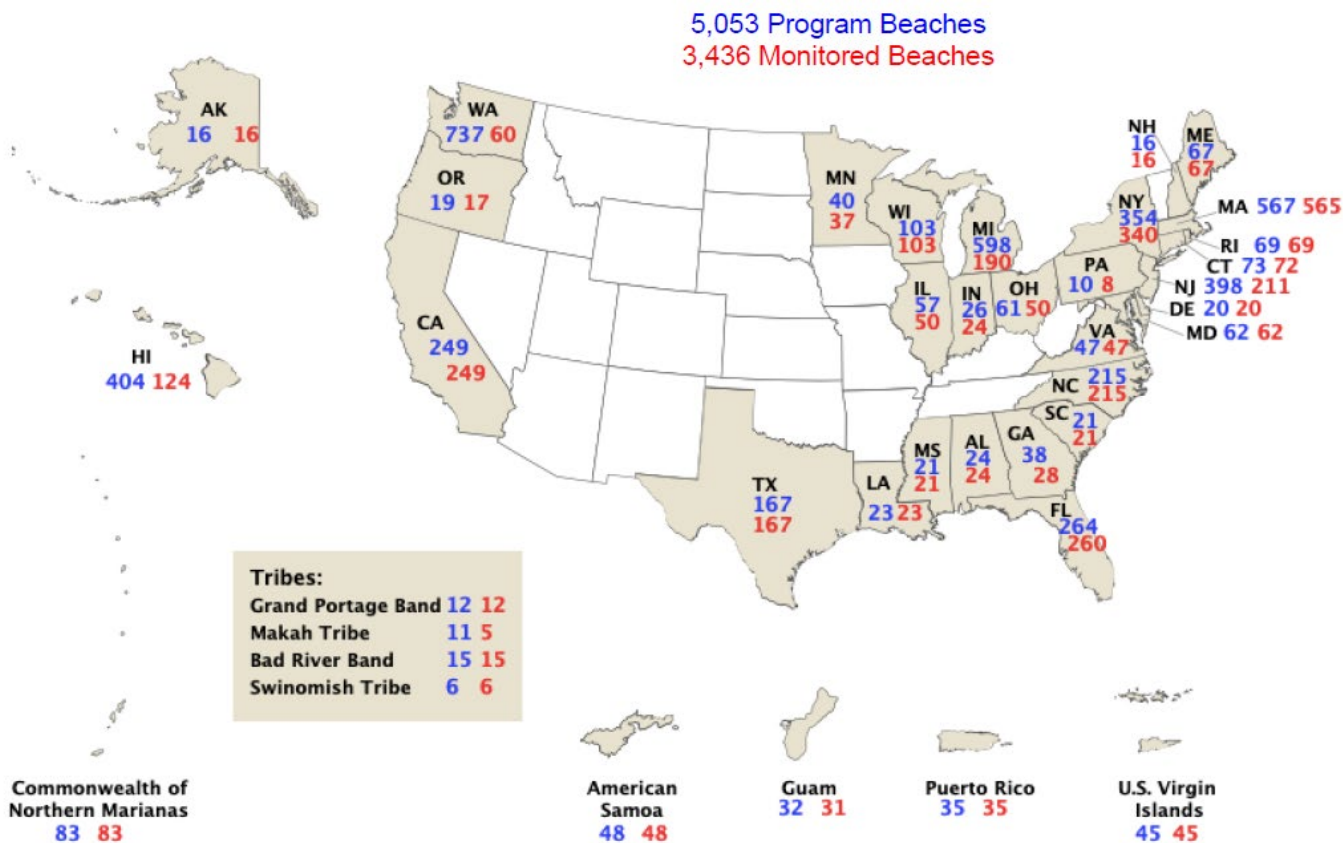 5,053 Program Beaches
3,436 Monitored Beaches
AK
16 16
WA
737 60
OR
19 17
CA
249
249
HI
404 124
MN
40
37
WI
103
103
MI
598
190
IL
57
50
IN
26
24
OH
61 50
PA
10 8
NY
354
340
NH
16
16
ME
67
67
MA 567 565
RI 69 69
CT 73 72
NJ 398 211
DE 20 20
MD 62 62
VA
47 47
NC 215
215
SC 21
21
GA
38
28
AL
24
24
MS
21
21
LA
23 23
TX
167
167
FL
264
260
Tribes:
Grand Portage Band 12 12
Makah Tribe 11 5
Bad River Band 15 15
Swinomish Tribe 6 6
Commonwealth of
Northern Marianas
83 83
American
Samoa
48 48
Guam
32 31
Puerto Rico
35 35
U.S. Virgin
Islands
45 45